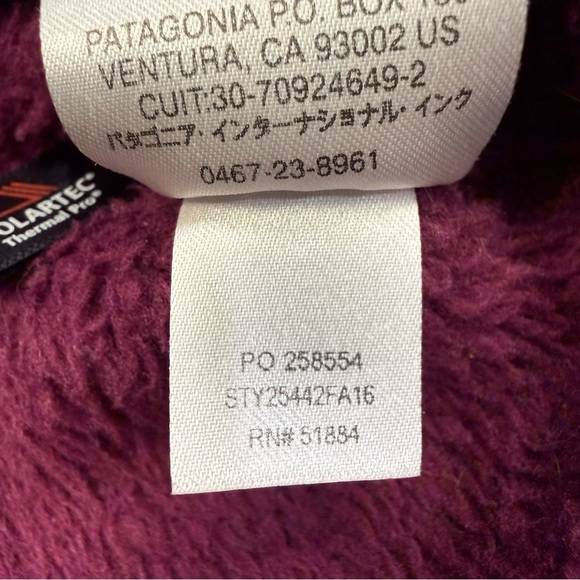 PATAGONIA P.O. BOX
VENTURA, CA 93002 US
CUIT:30-70924649-2
パタゴニア・インターナショナル・インク
0467-23-8961
OLARTEC®
Thermal Pro®
PO 258554
STY25442FA16
RN# 51884